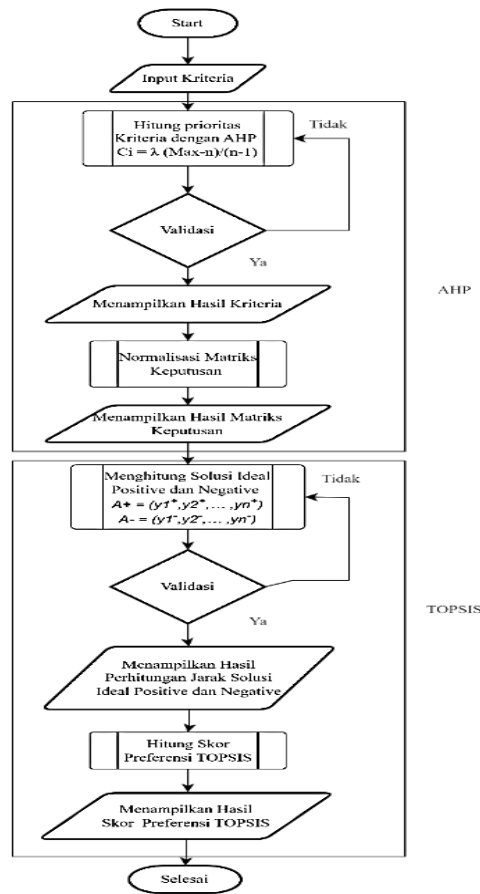 Start
Input Kriteria
Hitung prioritas
Kriteria dengan AHP
Ci = λ (Max-n)/(n-1)
Tidak
Validasi
Ya
Menampilkan Hasil Kriteria
AHP
Normalisasi Matriks
Keputusan
Menampilkan Hasil Matriks
Keputusan
Menghitung Solusi Ideal
Positive dan Negative
A+ = (y1⁺,y2⁺,... ,yn⁺)
A- = (y1⁻,y2⁻,... ,yn⁻)
Tidak
Validasi
Ya
TOPSIS
Menampilkan Hasil
Perhitungan Jarak Solusi
Ideal Positive dan Negative
Hitung Skor
Preferensi TOPSIS
Menampilkan Hasil
Skor Preferensi TOPSIS
Selesai